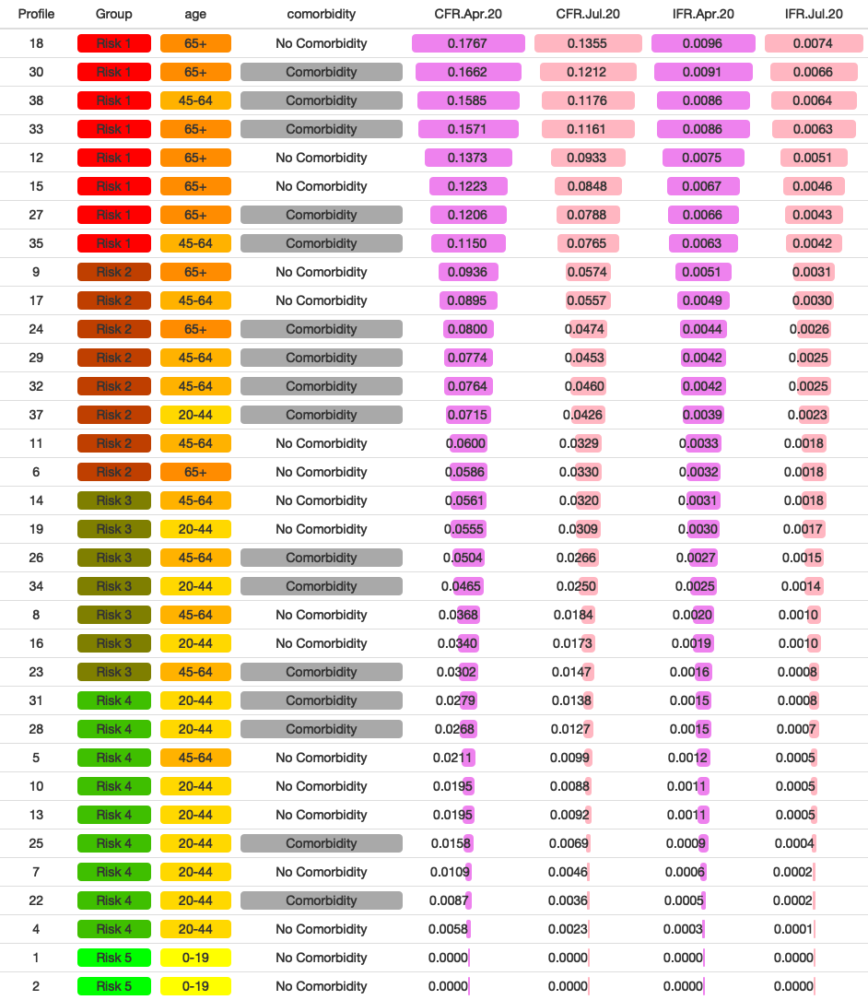 Profile Group age comorbidity CFR.Apr.20 CFR.Jul.20 IFR.Apr.20 IFR.Jul.20
18 Risk 1 65+ No Comorbidity 0.1767 0.1355 0.0096 0.0074
30 Risk 1 65+ Comorbidity 0.1662 0.1212 0.0091 0.0066
38 Risk 1 45-64 Comorbidity 0.1585 0.1176 0.0086 0.0064
33 Risk 1 65+ Comorbidity 0.1571 0.1161 0.0086 0.0063
12 Risk 1 65+ No Comorbidity 0.1373 0.0933 0.0075 0.0051
15 Risk 1 65+ No Comorbidity 0.1223 0.0848 0.0067 0.0046
27 Risk 1 65+ Comorbidity 0.1206 0.0788 0.0066 0.0043
35 Risk 1 45-64 Comorbidity 0.1150 0.0765 0.0063 0.0042
9 Risk 2 65+ No Comorbidity 0.0936 0.0574 0.0051 0.0031
17 Risk 2 45-64 No Comorbidity 0.0895 0.0557 0.0049 0.0030
24 Risk 2 65+ Comorbidity 0.0800 0.0474 0.0044 0.0026
29 Risk 2 45-64 Comorbidity 0.0774 0.0453 0.0042 0.0025
32 Risk 2 45-64 Comorbidity 0.0764 0.0460 0.0042 0.0025
37 Risk 2 20-44 Comorbidity 0.0715 0.0426 0.0039 0.0023
11 Risk 2 45-64 No Comorbidity 0.0600 0.0329 0.0033 0.0018
6 Risk 2 65+ No Comorbidity 0.0586 0.0330 0.0032 0.0018
14 Risk 3 45-64 No Comorbidity 0.0561 0.0320 0.0031 0.0018
19 Risk 3 20-44 No Comorbidity 0.0555 0.0309 0.0030 0.0017
26 Risk 3 45-64 Comorbidity 0.0504 0.0266 0.0027 0.0015
34 Risk 3 20-44 Comorbidity 0.0465 0.0250 0.0025 0.0014
8 Risk 3 45-64 No Comorbidity 0.0368 0.0184 0.0020 0.0010
16 Risk 3 20-44 No Comorbidity 0.0340 0.0173 0.0019 0.0010
23 Risk 3 45-64 Comorbidity 0.0302 0.0147 0.0016 0.0008
31 Risk 4 20-44 Comorbidity 0.0279 0.0138 0.0015 0.0008
28 Risk 4 20-44 Comorbidity 0.0268 0.0127 0.0015 0.0007
5 Risk 4 45-64 No Comorbidity 0.0211 0.0099 0.0012 0.0005
10 Risk 4 20-44 No Comorbidity 0.0195 0.0088 0.0011 0.0005
13 Risk 4 20-44 No Comorbidity 0.0195 0.0092 0.0011 0.0005
25 Risk 4 20-44 Comorbidity 0.0158 0.0069 0.0009 0.0004
7 Risk 4 20-44 No Comorbidity 0.0109 0.0046 0.0006 0.0002
22 Risk 4 20-44 Comorbidity 0.0087 0.0036 0.0005 0.0002
4 Risk 4 20-44 No Comorbidity 0.0058 0.0023 0.0003 0.0001
1 Risk 5 0-19 No Comorbidity 0.0000 0.0000 0.0000 0.0000
2 Risk 5 0-19 No Comorbidity 0.0000 0.0000 0.0000 0.0000